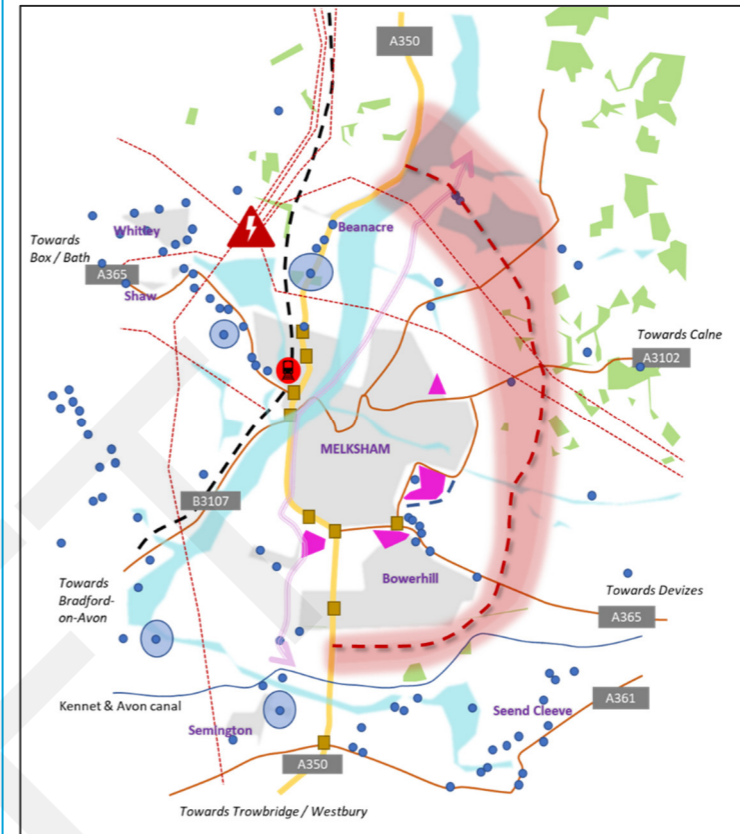 A350
Whitley
Beanacre
Towards
Box / Bath
A365
Shaw
Towards Calne
A3102
MELKSHAM
B3107
Bowerhill
Towards
Bradford-
on-Avon
Towards Devizes
A365
Kennet & Avon canal
A361
Seend Cleeve
Semington
A350
Towards Trowbridge / Westbury